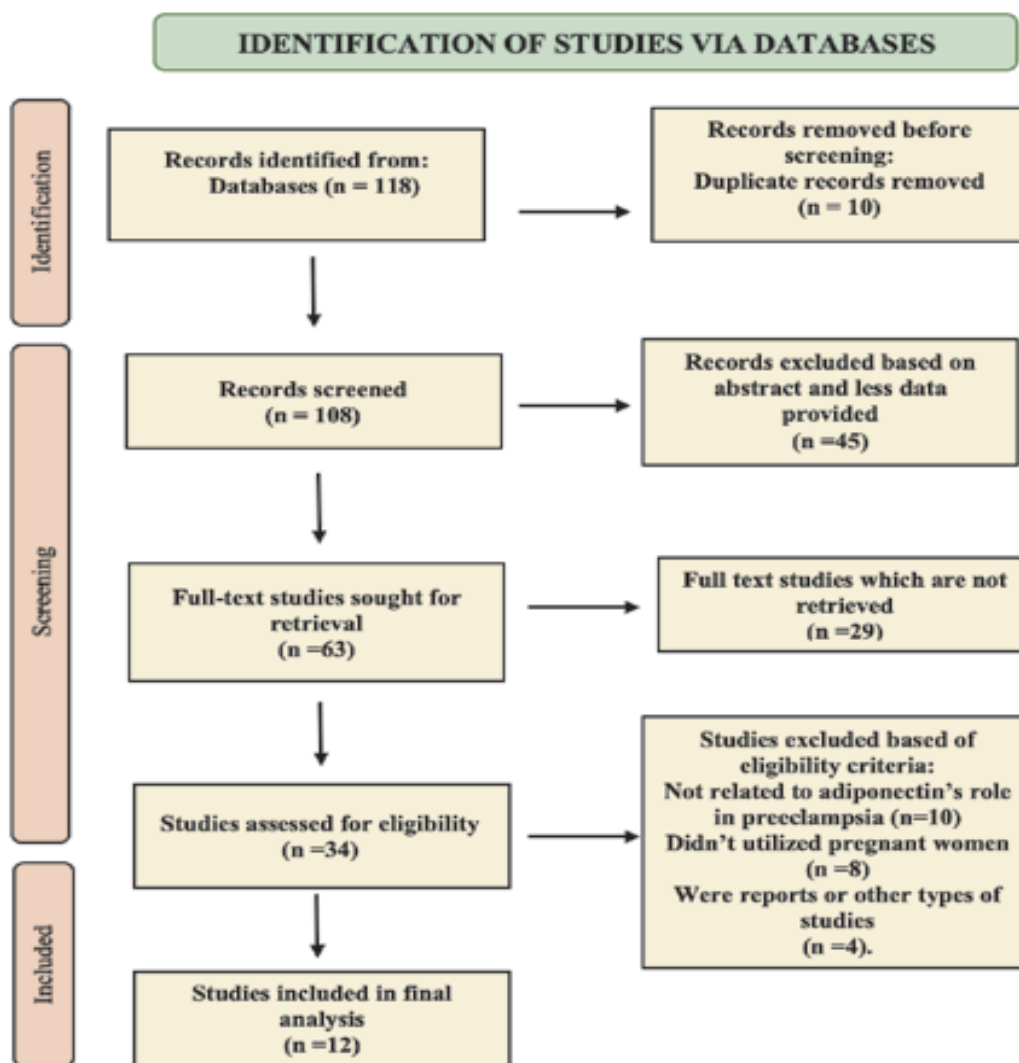 IDENTIFICATION OF STUDIES VIA DATABASES
Identification
Records identified from:
Databases (n = 118)
Records removed before
screening:
Duplicate records removed
(n = 10)
Screening
Records screened
(n = 108)
Records excluded based on
abstract and less data
provided
(n =45)
Full-text studies sought for
retrieval
(n =63)
Full text studies which are not
retrieved
(n =29)
Studies assessed for eligibility
(n =34)
Studies excluded based of
eligibility criteria:
Not related to adiponectin's role
in preeclampsia (n=10)
Didn't utilized pregnant women
(n =8)
Were reports or other types of
studies
(n =4).
Included
Studies included in final
analysis
(n =12)